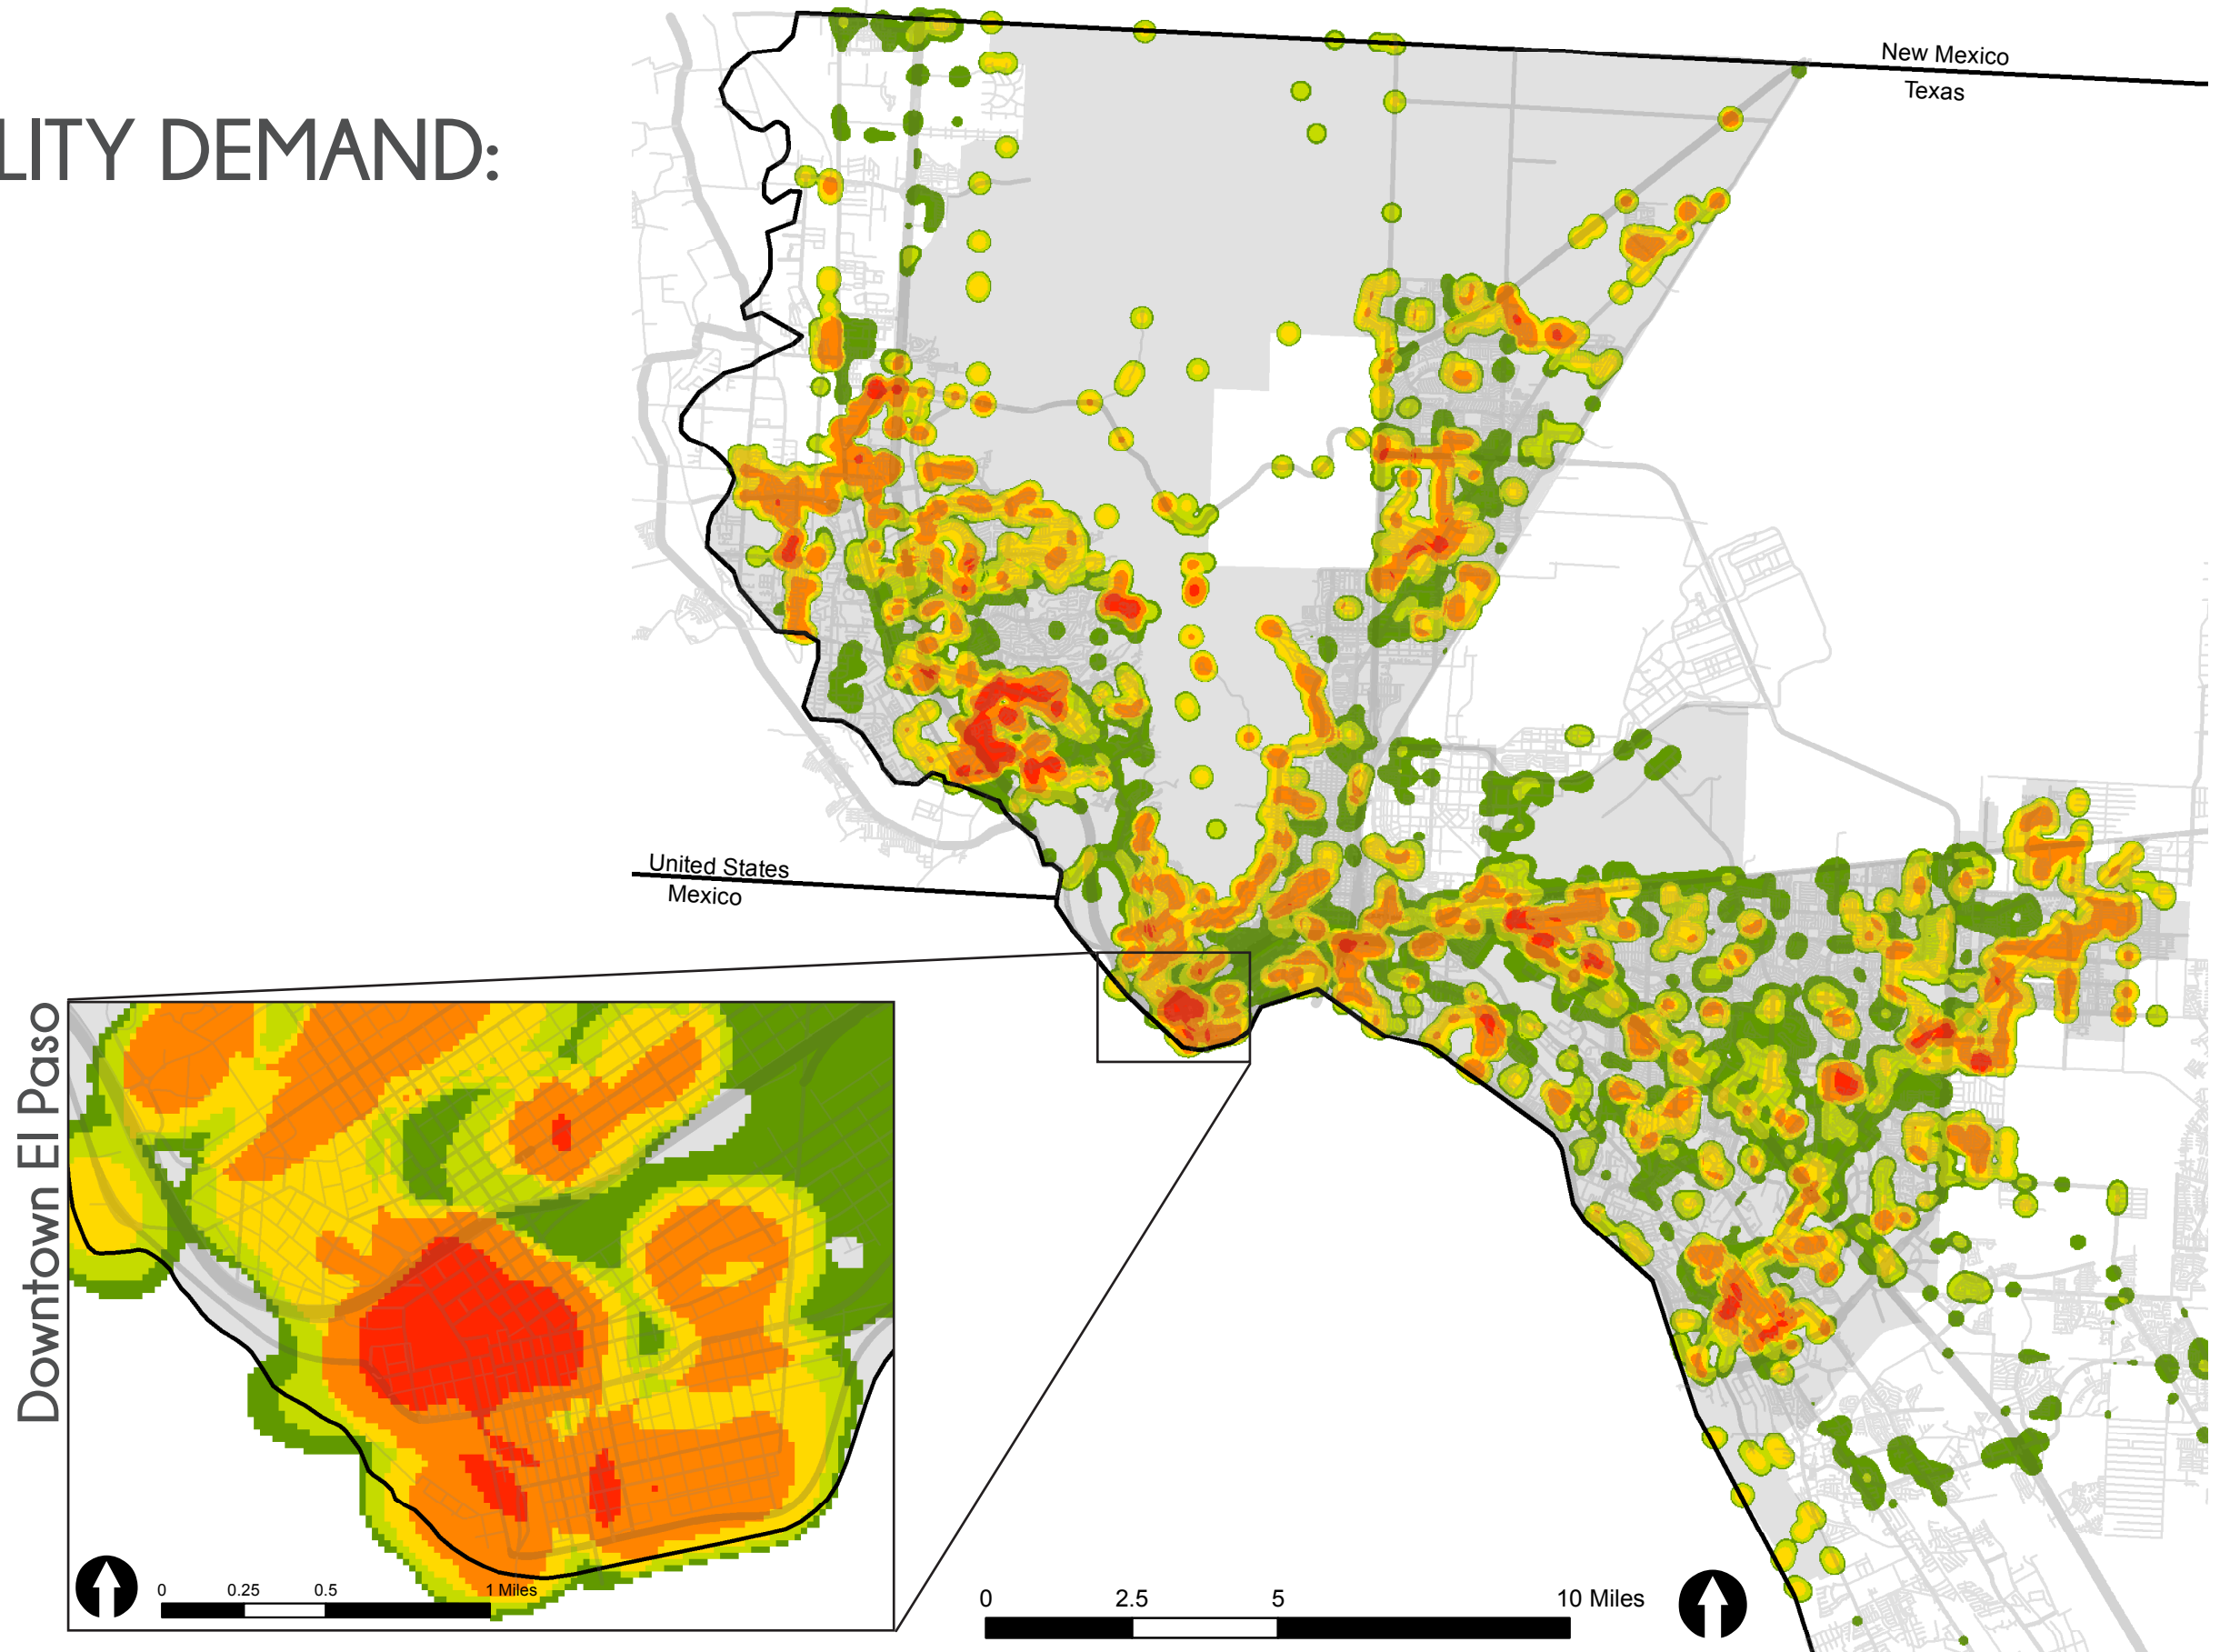 LITY DEMAND:
New Mexico
Texas
United States
Mexico
Downtown El Paso
0 0.25 0.5 1 Miles
0 2.5 5 10 Miles